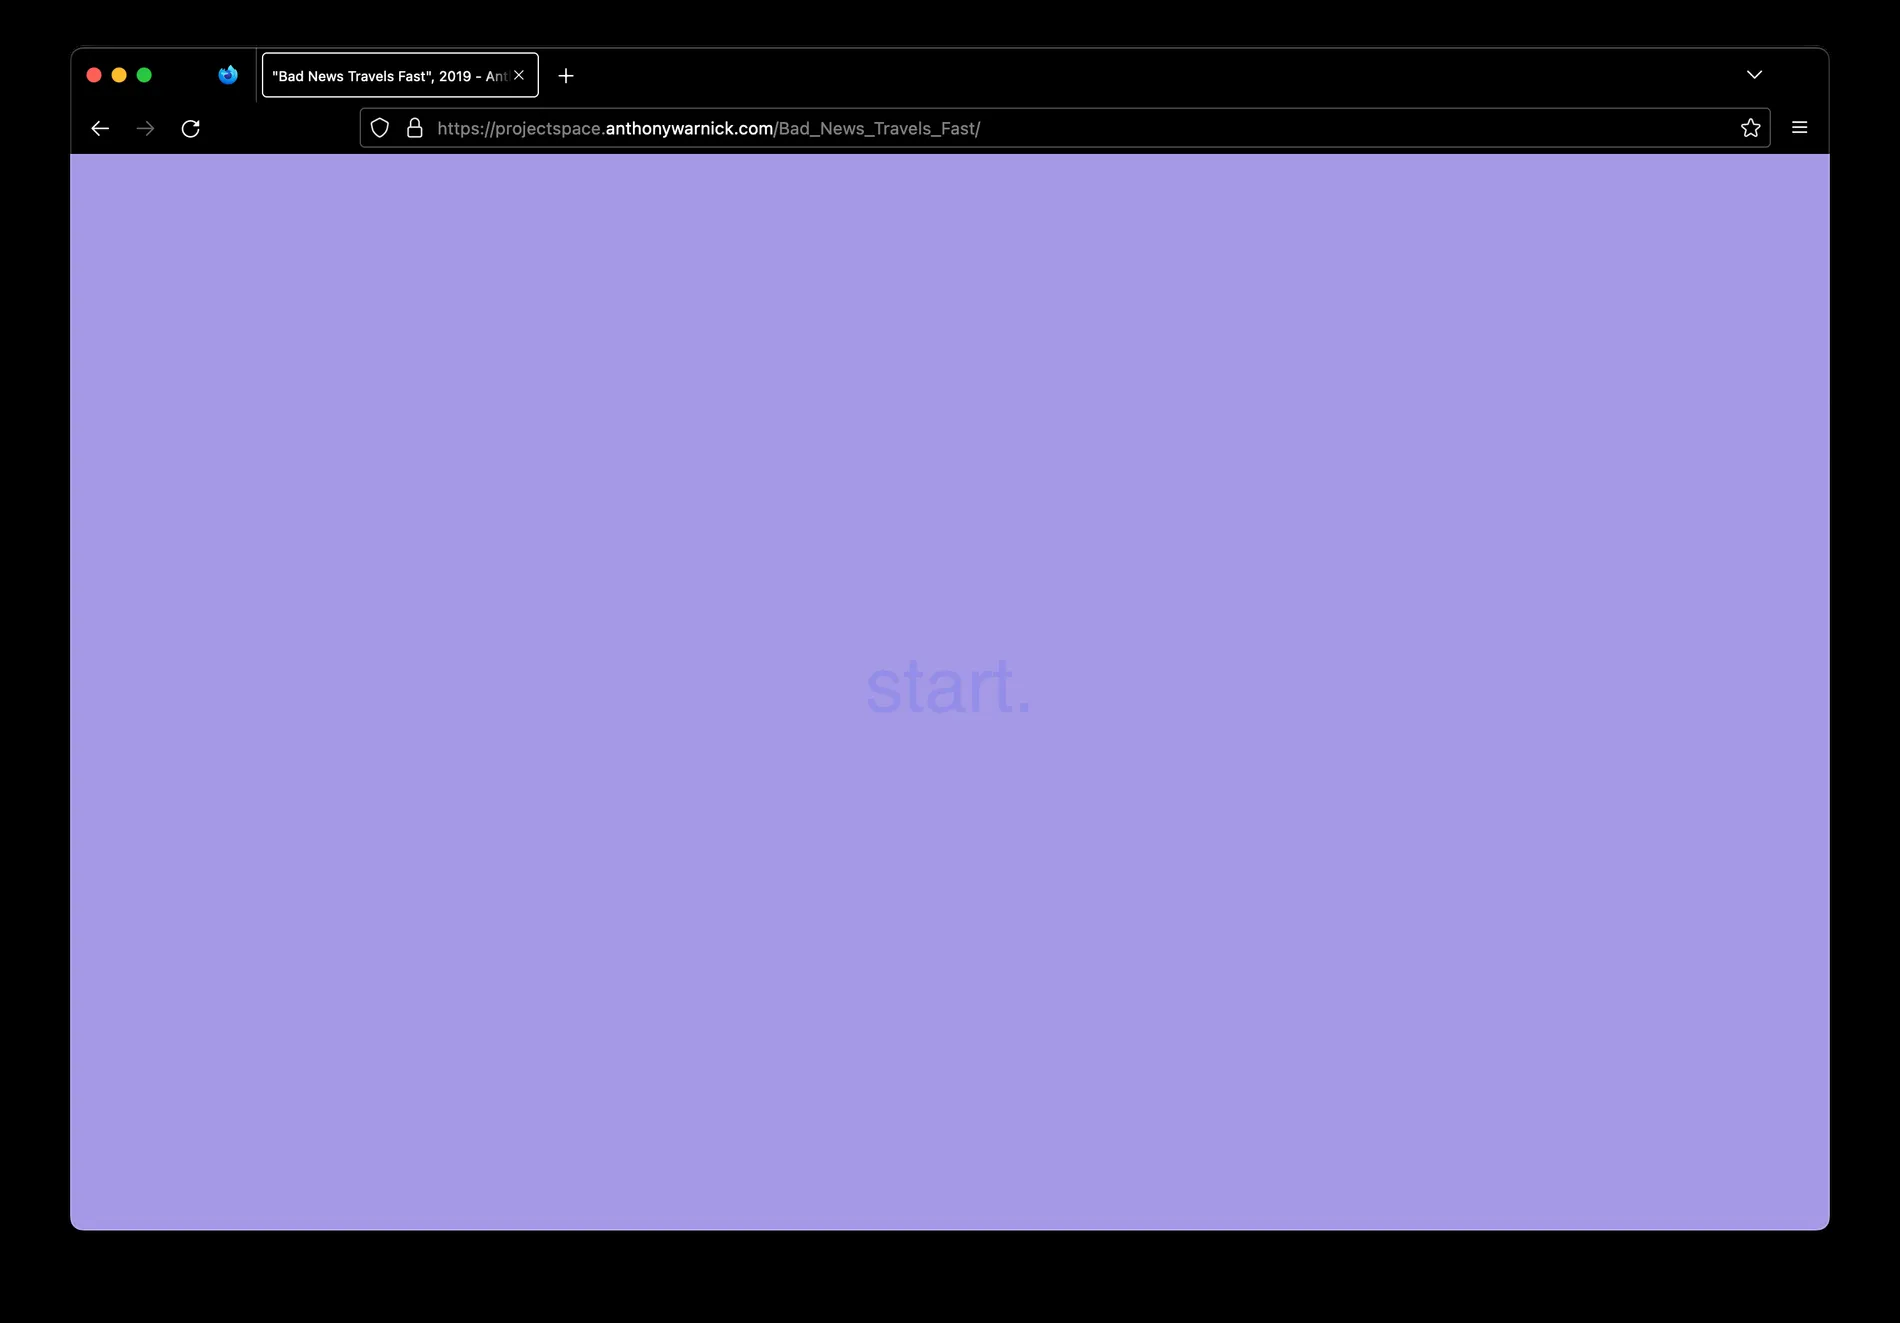 "Bad News Travels Fast", 2019 - Ant
https://projectspace.anthonywarnick.com/Bad_News_Travels_Fast/
start.